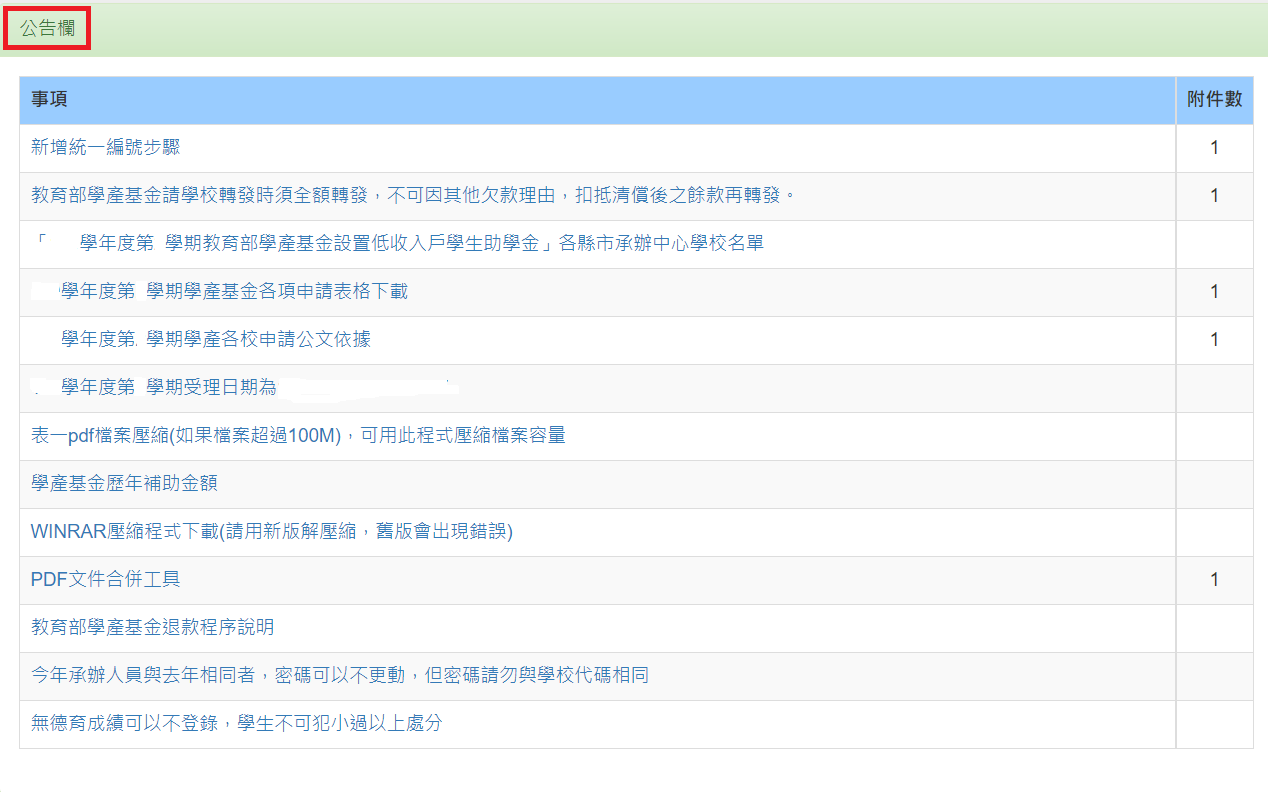 公告欄
事項 附件數
新增統一編號步驟 1
教育部學產基金請學校轉發時須全額轉發，不可因其他欠款理由，扣抵清償後之餘款再轉發。 1
「 學年度第 學期教育部學產基金設置低收入戶學生助學金」各縣市承辦中心學校名單
學年度第 學期學產基金各項申請表格下載 1
學年度第 學期學產各校申請公文依據 1
學年度第 學期受理日期為
表一pdf檔案壓縮(如果檔案超過100M)，可用此程式壓縮檔案容量
學產基金歷年補助金額
WINRAR壓縮程式下載(請用新版解壓縮，舊版會出現錯誤)
PDF文件合併工具 1
教育部學產基金退款程序說明
今年承辦人員與去年相同者，密碼可以不更動，但密碼請勿與學校代碼相同
無德育成績可以不登錄，學生不可犯小過以上處分